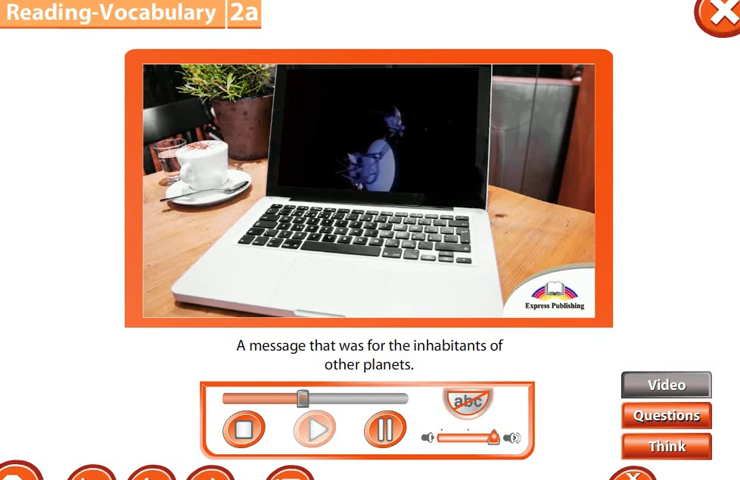 Reading-Vocabulary 2a
Express Publishing
A message that was for the inhabitants of
other planets.
abc
Video
Questions
Think